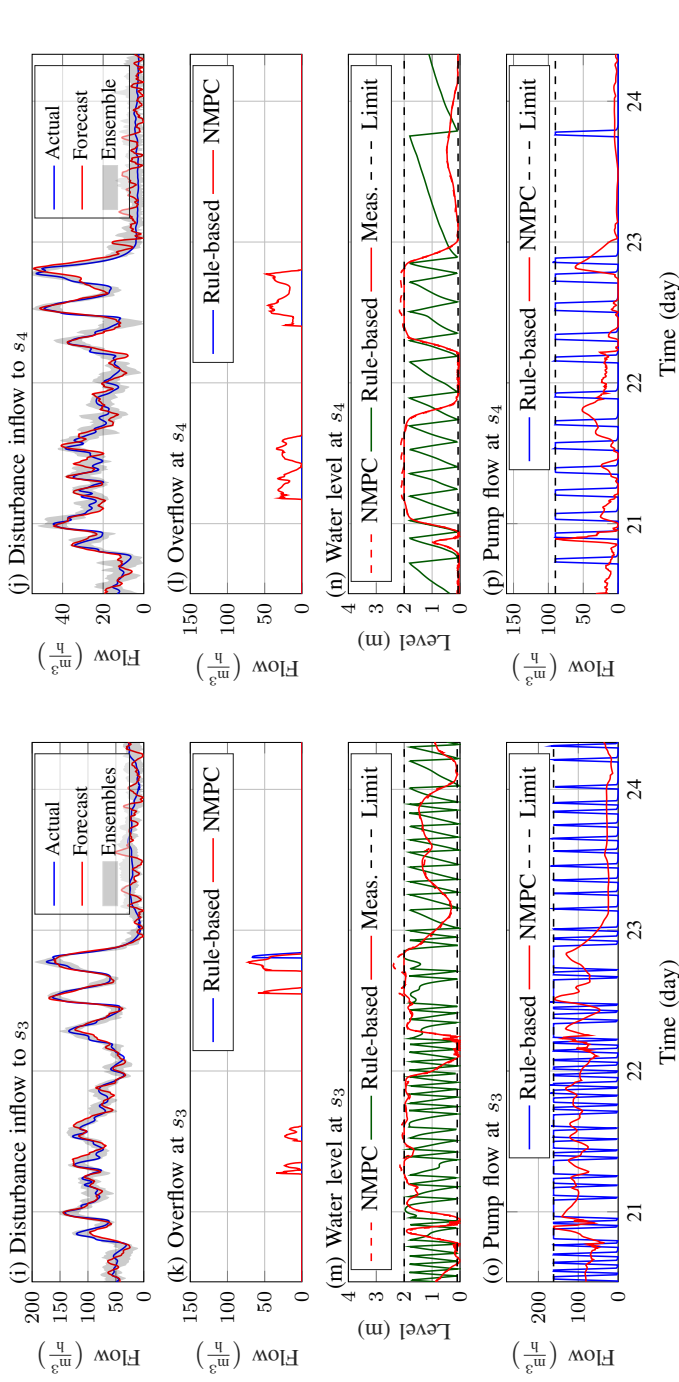 (i) Disturbance inflow to s3
Flow (m3/h)
200
150
100
50
0
Actual
Forecast
Ensembles
(k) Overflow at s3
Flow (m3/h)
150
100
50
0
Rule-based
NMPC
(m) Water level at s3
Level (m)
4
3
2
1
0
NMPC
Rule-based
Meas.
Limit
(o) Pump flow at s3
Flow (m3/h)
200
100
0
Rule-based
NMPC
Limit
21
22
23
24
Time (day)
(j) Disturbance inflow to s4
Flow (m3/h)
40
20
0
Actual
Forecast
Ensemble
(l) Overflow at s4
Flow (m3/h)
150
100
50
0
Rule-based
NMPC
(n) Water level at s4
Level (m)
4
3
2
1
0
NMPC
Rule-based
Meas.
Limit
(p) Pump flow at s4
Flow (m3/h)
150
100
50
0
Rule-based
NMPC
Limit
21
22
23
24
Time (day)